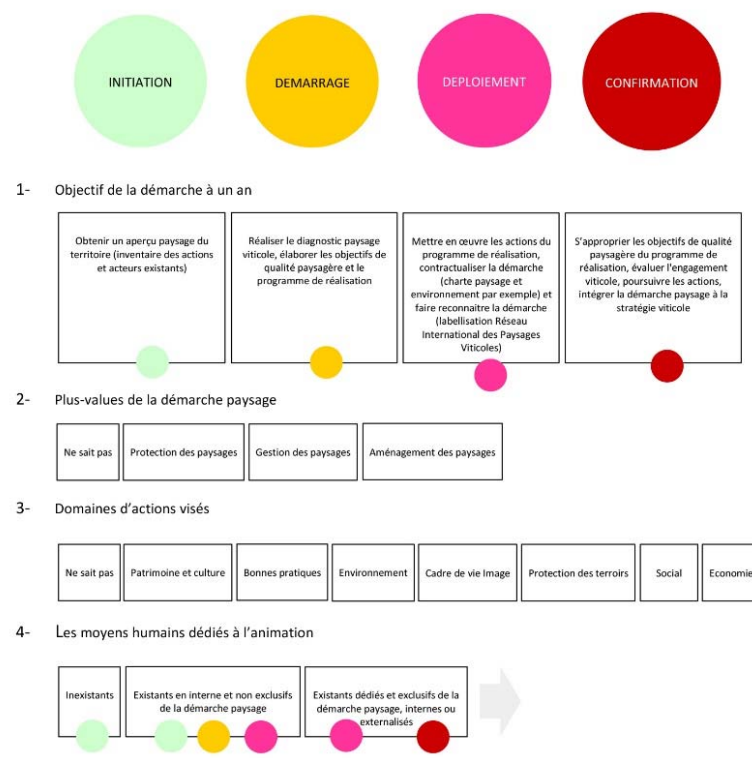 INITIATION
DEMARRAGE
DEPLOIEMENT
CONFIRMATION
1- Objectif de la démarche à un an
Obtenir un aperçu paysage du
territoire (inventaire des actions
et acteurs existants)
Réaliser le diagnostic paysage
viticole, élaborer les objectifs de
qualité paysagère et le
programme de réalisation
Mettre en œuvre les actions du
programme de réalisation,
contractualiser la démarche
(charte paysage et
environnement par exemple) et
faire reconnaitre la démarche
(labellisation Réseau
International des Paysages
Viticoles)
S'approprier les objectifs de qualité
paysagère du programme de
réalisation, évaluer l'engagement
viticole, poursuivre les actions,
intégrer la démarche paysage à la
stratégie viticole
2- Plus-values de la démarche paysage
Ne sait pas
Protection des paysages
Gestion des paysages
Aménagement des paysages
3- Domaines d'actions visés
Ne sait pas
Patrimoine et culture
Bonnes pratiques
Environnement
Cadre de vie Image
Protection des terroirs
Social
Economie
4- Les moyens humains dédiés à l'animation
Inexistants
Existants en interne et non exclusifs
de la démarche paysage
Existants dédiés et exclusifs de la
démarche paysage, internes ou
externalisés